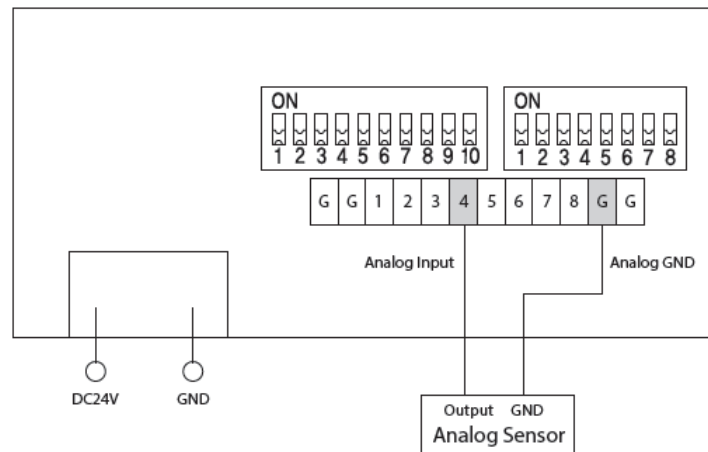 ON ON
1 2 3 4 5 6 7 8 9 10 1 2 3 4 5 6 7 8
G G 1 2 3 4 5 6 7 8 G G
Analog Input Analog GND
DC24V GND
Output GND
Analog Sensor